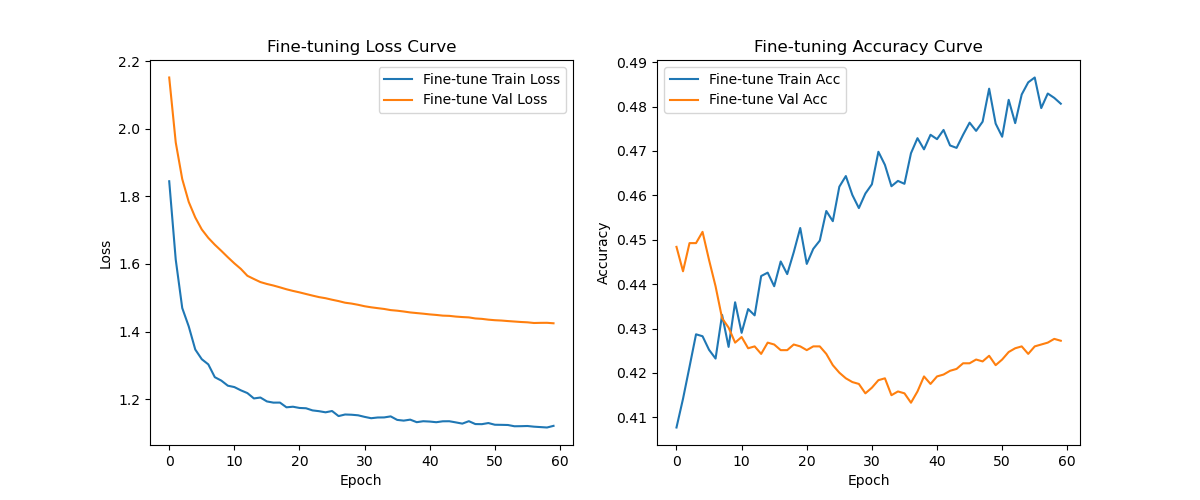 Fine-tuning Loss Curve
Fine-tune Train Loss
Fine-tune Val Loss
Loss
2.2
2.0
1.8
1.6
1.4
1.2
0 10 20 30 40 50 60
Epoch
Fine-tuning Accuracy Curve
Fine-tune Train Acc
Fine-tune Val Acc
Accuracy
0.49
0.48
0.47
0.46
0.45
0.44
0.43
0.42
0.41
0 10 20 30 40 50 60
Epoch